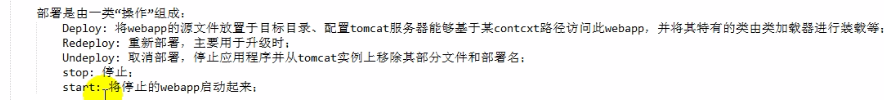 部署是由一类“操作”组成:
Deploy: 将webapp的源文件放置于目标目录、配置tomcat服务器能够基于某contcxt路径访问此webapp, 并将其特有的类由类加载器进行装载等;
Redeploy: 重新部署, 主要用于升级时;
Undeploy: 取消部署, 停止应用程序并从tomcat实例上移除其部分文件和部署名;
stop: 停止;
start: 将停止的webapp启动起来;